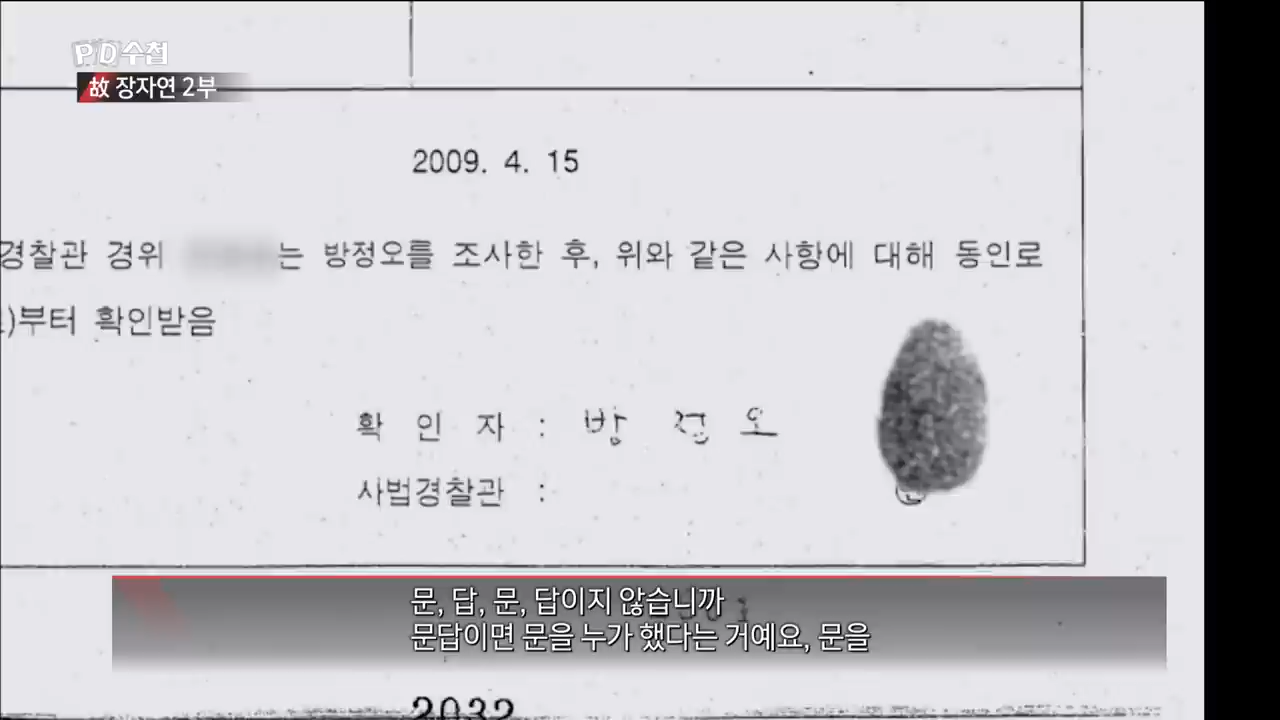 PD수첩
故 장자연 2부
2009. 4. 15
경찰관 경위 는 방정오를 조사한 후, 위와 같은 사항에 대해 동인로
)부터 확인받음
확 인 자 : 방 정 오
사법경찰관 :
문, 답, 문, 답이지 않습니까
문답이면 문을 누가 했다는 거예요, 문을
2032